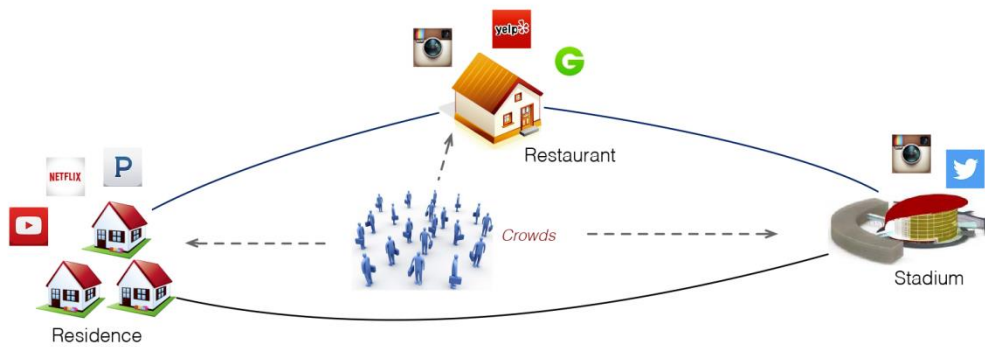 yelp
G
Restaurant
NETFLIX
P
Crowds
Stadium
Residence